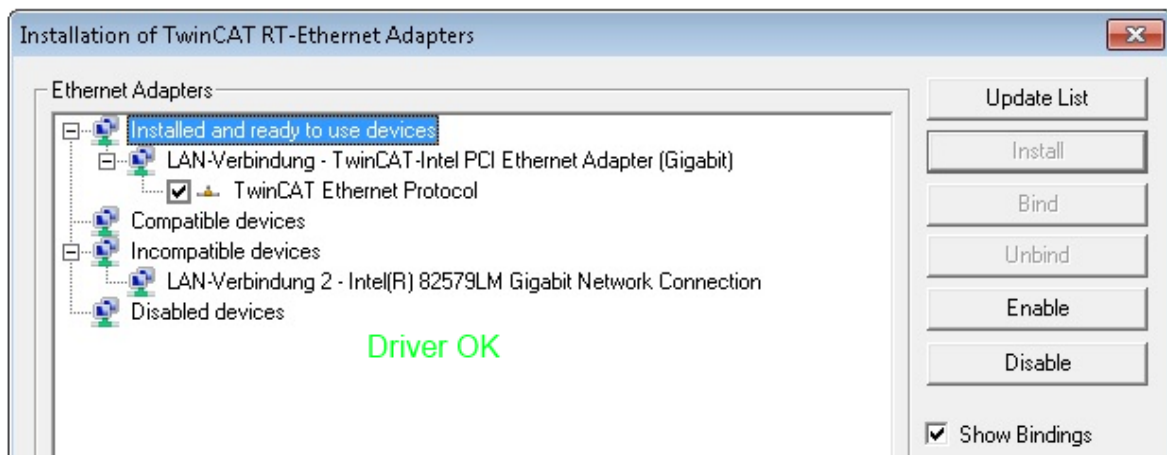 Installation of TwinCAT RT-Ethernet Adapters
Ethernet Adapters
Installed and ready to use devices
LAN-Verbindung - TwinCAT-Intel PCI Ethernet Adapter (Gigabit)
TwinCAT Ethernet Protocol
Compatible devices
Incompatible devices
LAN-Verbindung 2 - Intel(R) 82579LM Gigabit Network Connection
Disabled devices
Driver OK
Update List
Install
Bind
Unbind
Enable
Disable
Show Bindings